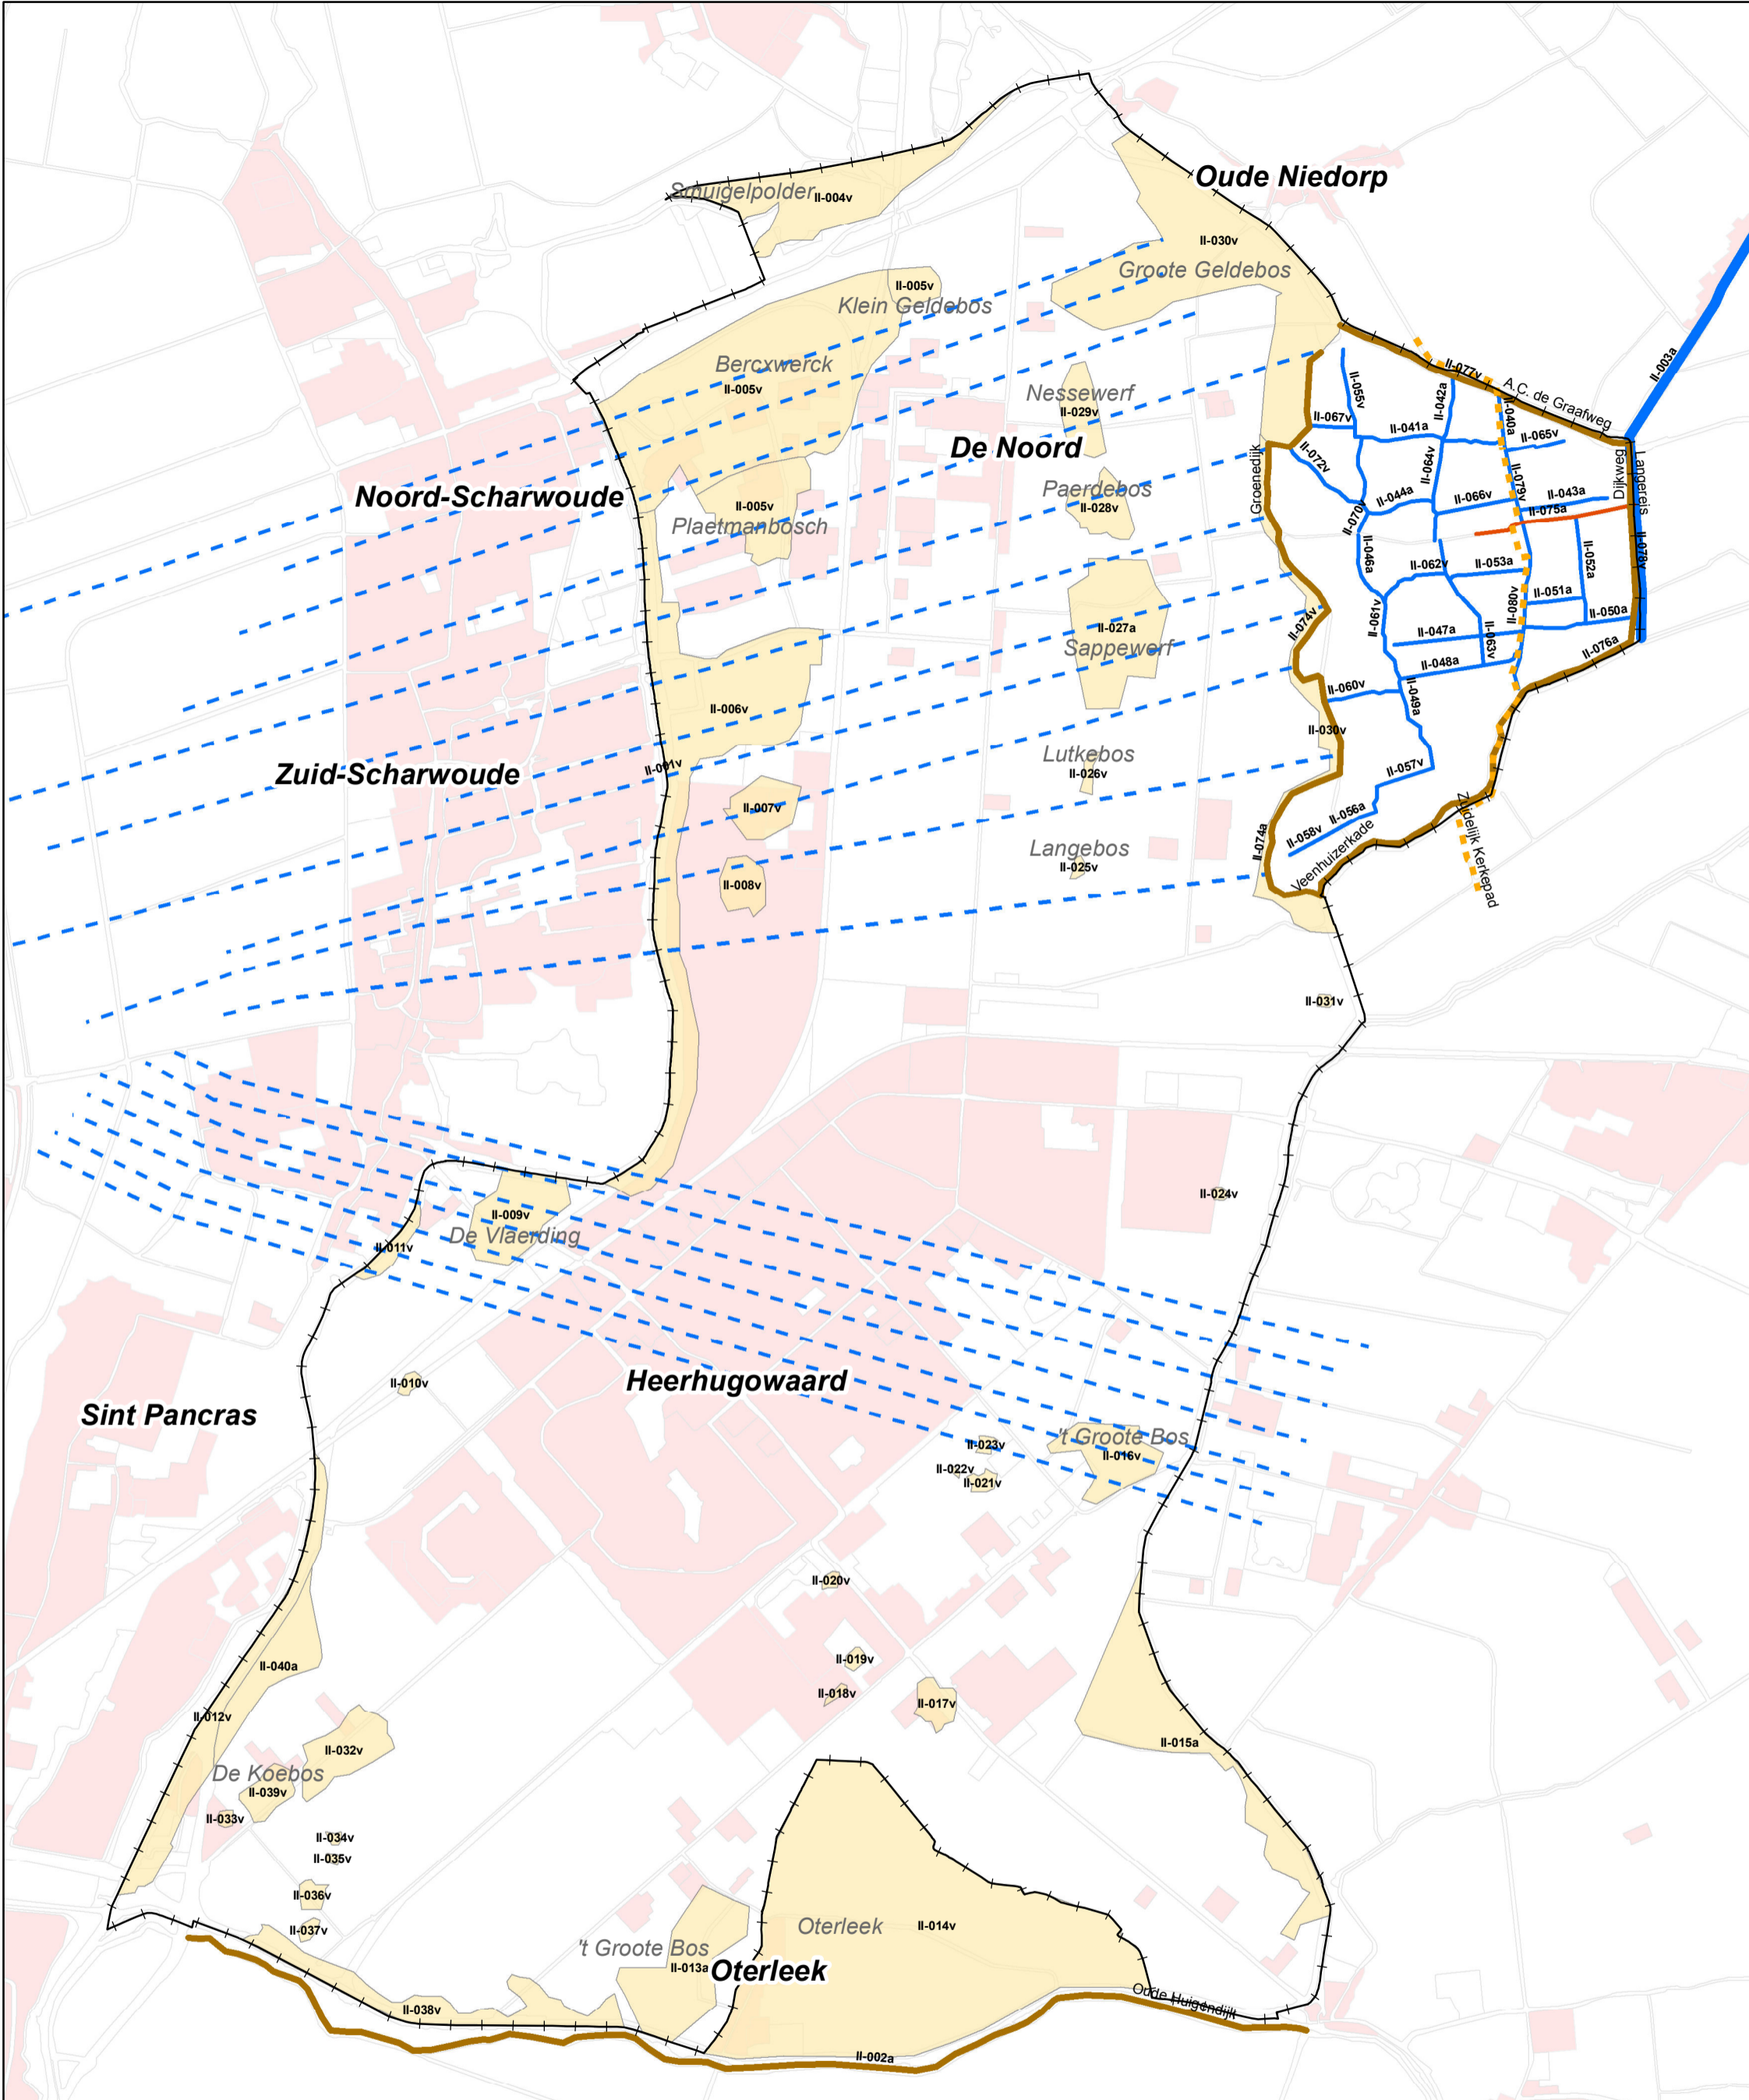 Smuigelpolder
II-004v
Oude Niedorp
II-030v
Groote Geldebos
II-005v
Klein Geldebos
Bercxwerck
II-005v
Nessewerf
II-029v
De Noord
Noord-Scharwoude
II-005v
Plaetmanbosch
Paerdebos
II-028v
II-003a
II-077v
A.C. de Graafweg
II-055v
II-042a
II-040a
II-067v
II-041a
II-065v
Groenedijk
II-072v
II-064v
Dijkweg
Langereis
II-079v
II-044a
II-066v
II-043a
II-070v
II-075a
II-046a
II-062v
II-053a
II-052a
II-078v
II-051a
II-080v
II-050a
II-061v
II-074v
II-047a
II-063v
II-076a
II-048a
II-027a
Sappewerf
II-060v
II-049a
II-006v
II-030v
Lutkebos
II-026v
II-001v
Zuid-Scharwoude
II-057v
II-007v
II-056a
II-058v
Zuidelijk Kerkepad
II-074a
Veenhuizerkade
Langebos
II-025v
II-008v
II-031v
II-024v
II-009v
De Vlaerding
II-011v
Heerhugowaard
II-010v
Sint Pancras
't Groote Bos
II-016v
II-023v
II-022v
II-021v
II-020v
II-040a
II-019v
II-018v
II-017v
II-012v
II-015a
II-032v
De Koebos
II-039v
II-033v
II-034v
II-035v
II-036v
II-037v
Oterleek
II-014v
't Groote Bos
II-013a
Oterleek
Oude Huigendijk
II-038v
II-002a